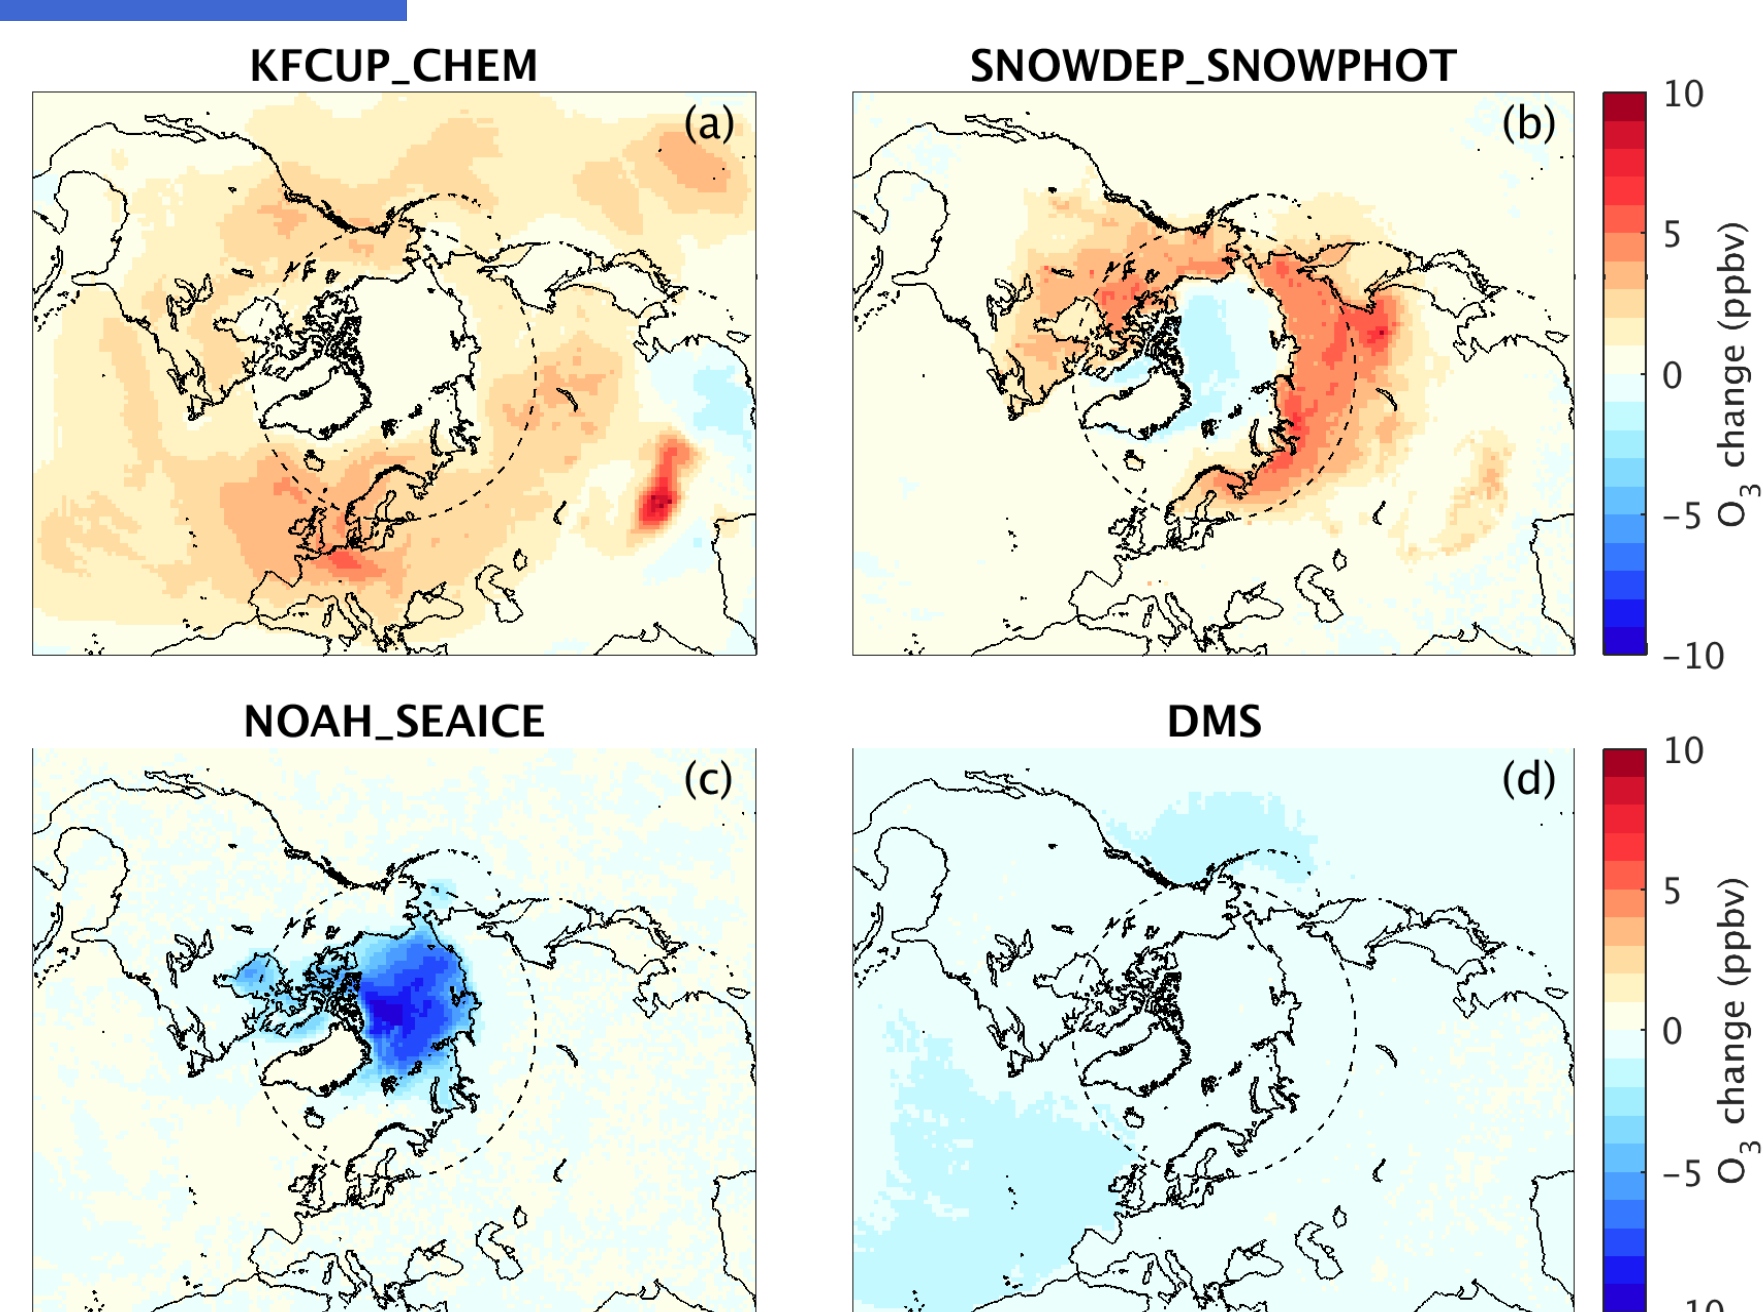 KFCUP_CHEM
SNOWDEP_SNOWPHOT
(a)
(b)
10
5
0
−5
−10
O3 change (ppbv)
NOAH_SEAICE
DMS
(c)
(d)
10
5
0
−5
O3 change (ppbv)